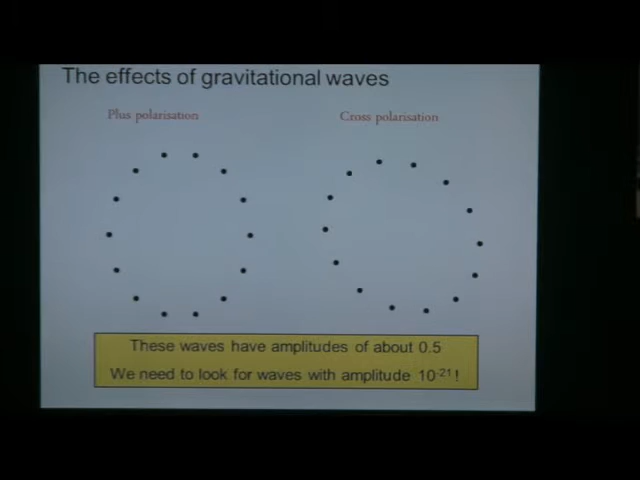 The effects of gravitational waves
Plus polarisation
Cross polarisation
These waves have amplitudes of about 0.5
We need to look for waves with amplitude 10⁻²¹!